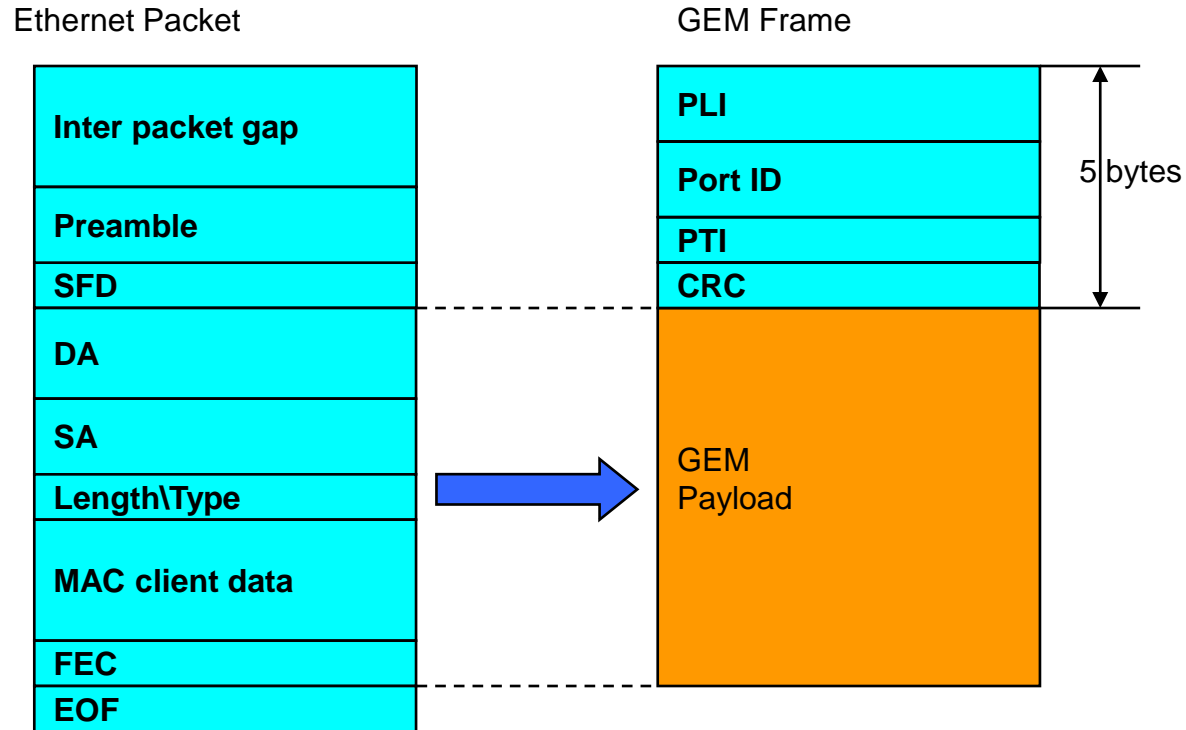 Ethernet Packet
Inter packet gap
Preamble
SFD
DA
SA
Length\Type
MAC client data
FEC
EOF
GEM Frame
PLI
Port ID
PTI
CRC
5 bytes
GEM
Payload